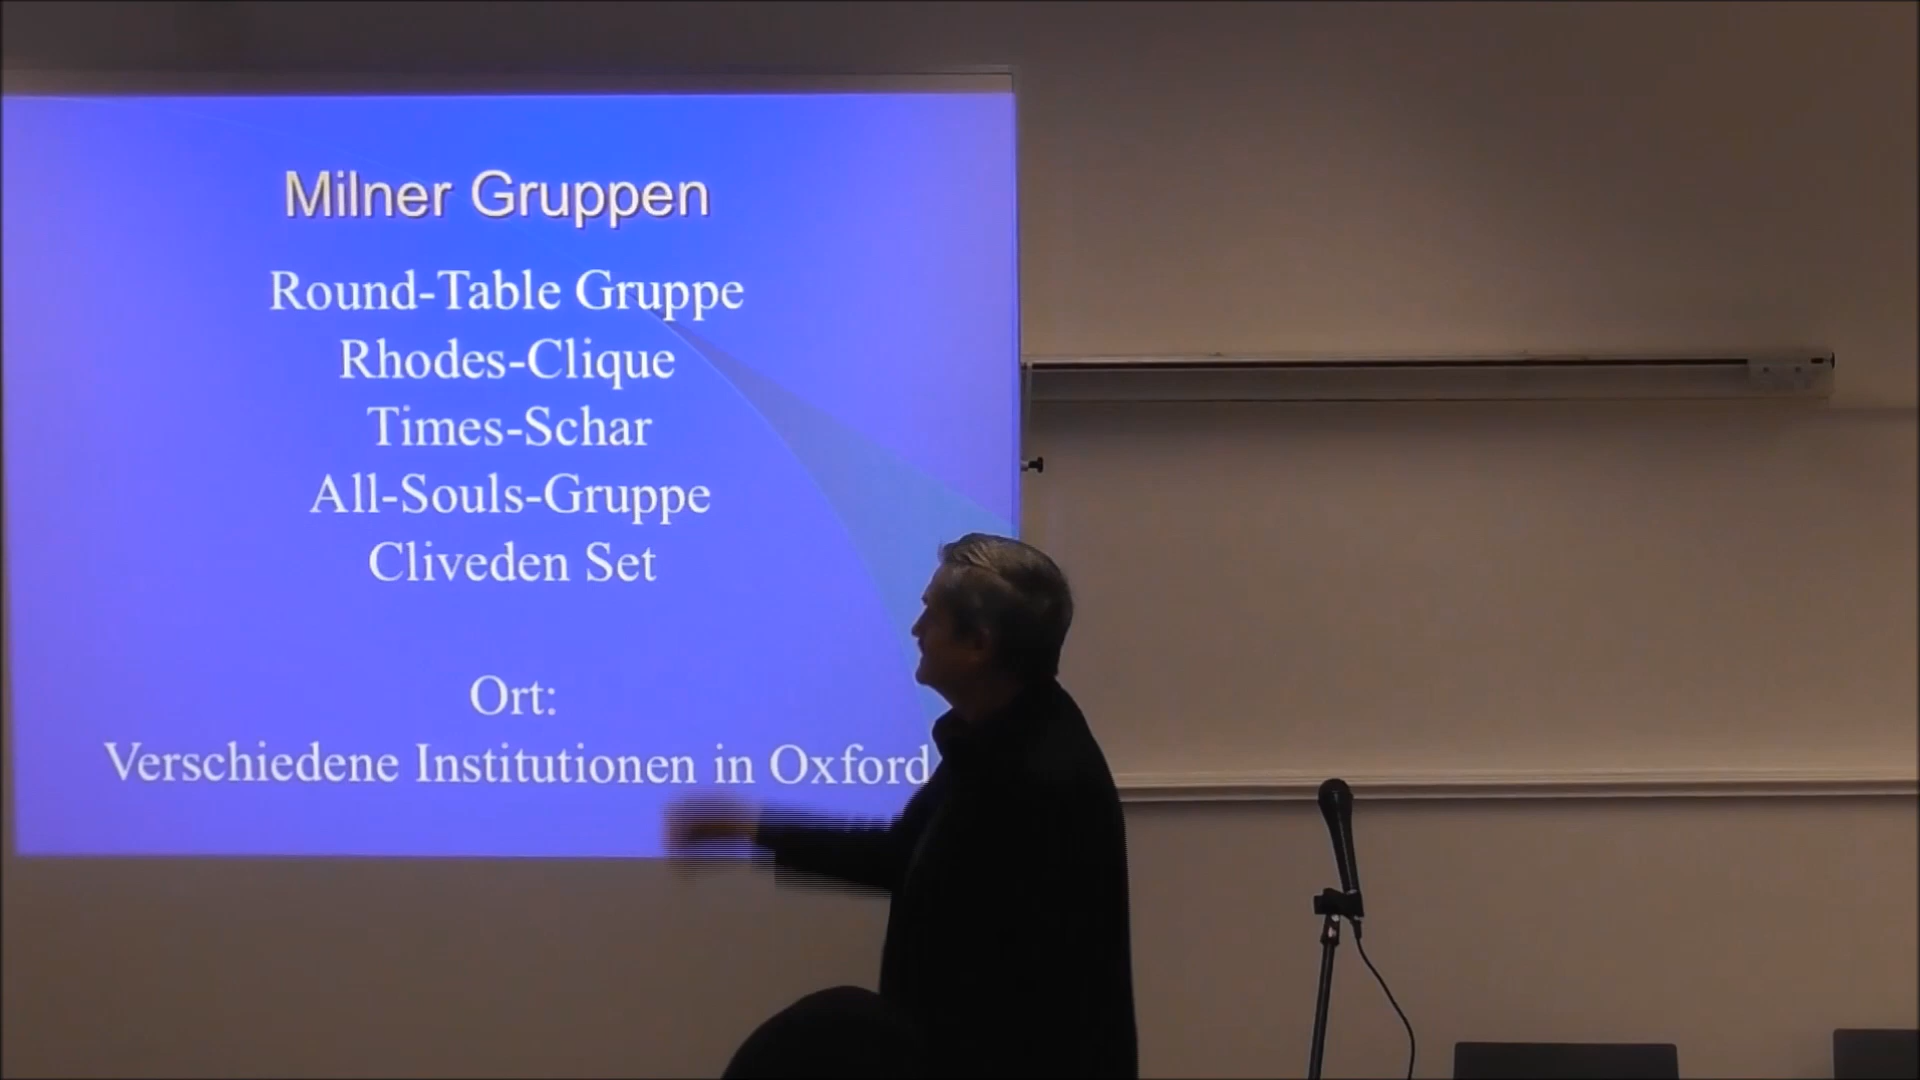 Milner Gruppen
Round-Table Gruppe
Rhodes-Clique
Times-Schar
All-Souls-Gruppe
Cliveden Set
Ort:
Verschiedene Institutionen in Oxford